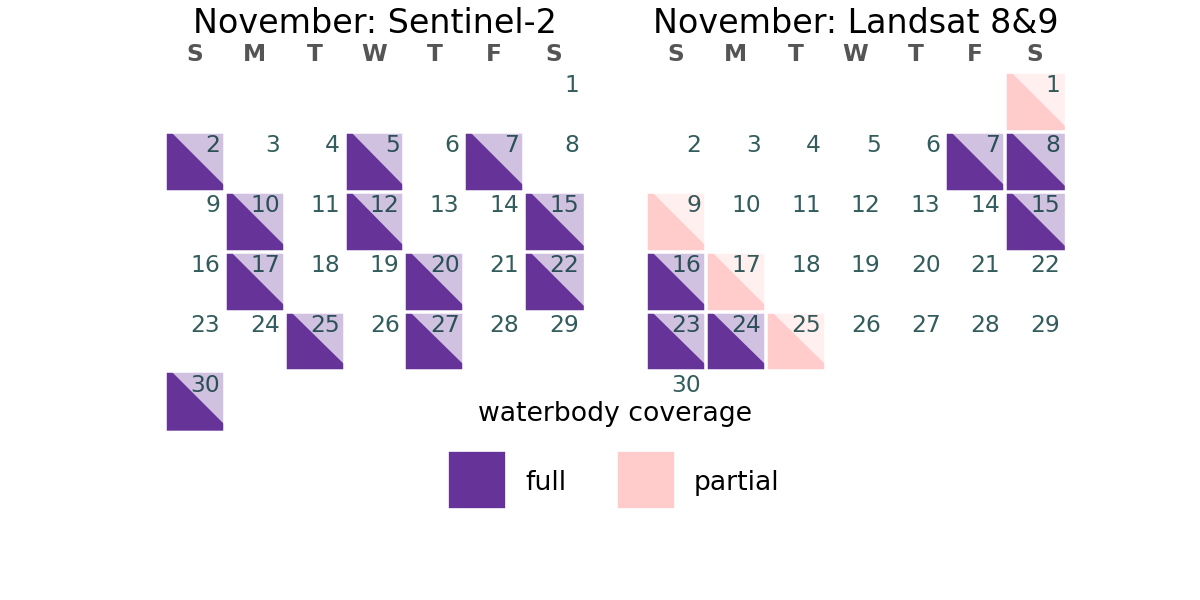 November: Sentinel-2
S M T W T F S
1
2 3 4 5 6 7 8
9 10 11 12 13 14 15
16 17 18 19 20 21 22
23 24 25 26 27 28 29
30
November: Landsat 8&9
S M T W T F S
1
2 3 4 5 6 7 8
9 10 11 12 13 14 15
16 17 18 19 20 21 22
23 24 25 26 27 28 29
30
waterbody coverage
full partial